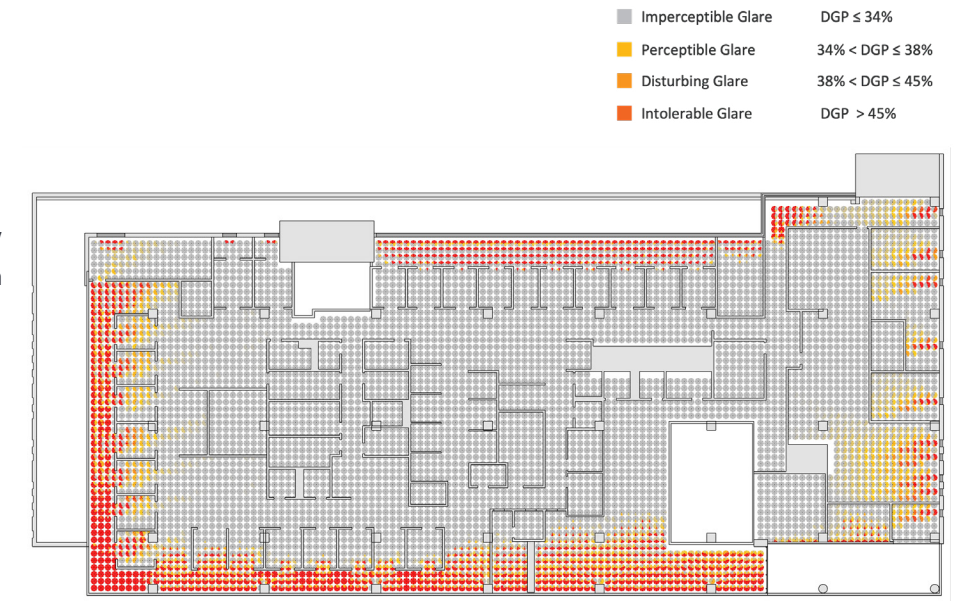 Imperceptible Glare DGP ≤ 34%
Perceptible Glare 34% < DGP ≤ 38%
Disturbing Glare 38% < DGP ≤ 45%
Intolerable Glare DGP > 45%